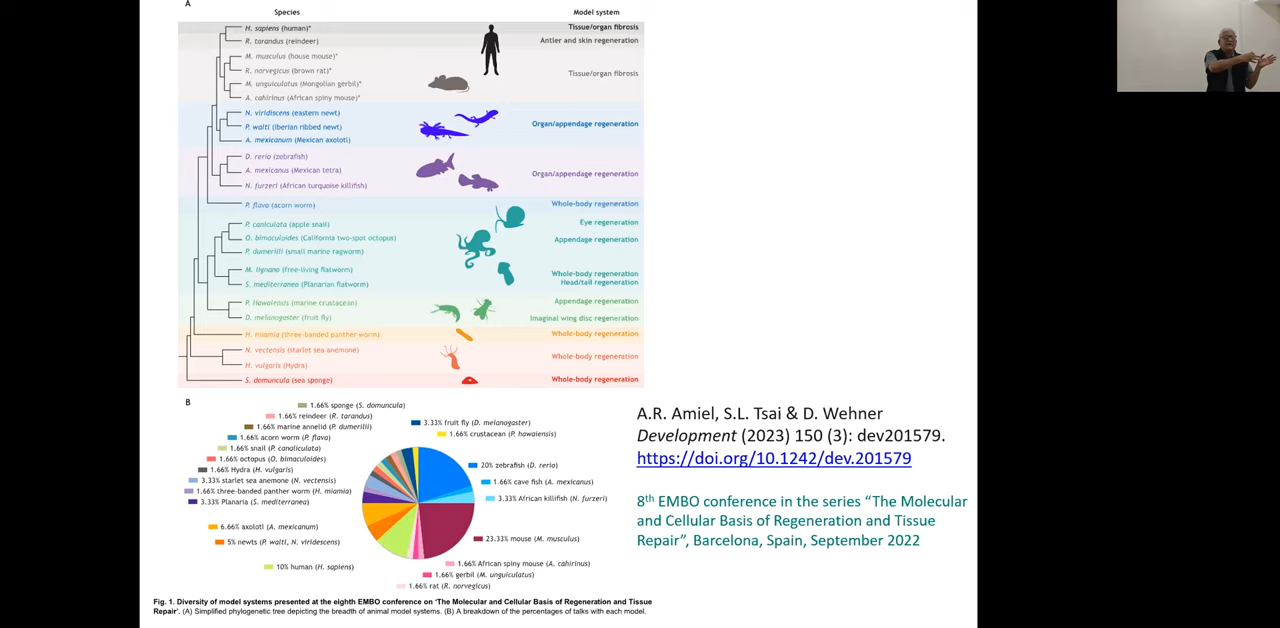 A
Species Model system
H. sapiens (human)* Tissue/organ fibrosis
R. tarandus (reindeer) Antler and skin regeneration
M. musculus (house mouse)*
R. norvegicus (brown rat)* Tissue/organ fibrosis
M. unguiculatus (Mongolian gerbil)*
A. cahirinus (African spiny mouse)*
N. viridiscens (eastern newt)
P. waltl (Iberian ribbed newt) Organ/appendage regeneration
A. mexicanum (Mexican axolotl)
D. rerio (zebrafish)
A. mexicanus (Mexican tetra) Organ/appendage regeneration
N. furzeri (African turquoise killifish)
P. flava (acorn worm) Whole-body regeneration
P. caniculata (apple snail) Eye regeneration
O. bimaculoides (California two-spot octopus) Appendage regeneration
P. dumerilii (small marine ragworm)
M. lignano (free-living flatworm) Whole-body regeneration
S. mediterranea (Planarian flatworm) Head/tail regeneration
P. Hawaiensis (marine crustacean) Appendage regeneration
D. melanogaster (fruit fly) Imaginal wing disc regeneration
H. miamia (three-banded panther worm) Whole-body regeneration
N. vectensis (starlet sea anemone) Whole-body regeneration
H. vulgaris (Hydra)
S. domuncula (sea sponge) Whole-body regeneration
B
1.66% sponge (S. domuncula)
1.66% reindeer (R. tarandus)
1.66% marine annelid (P. dumerilii)
1.66% acorn worm (P. flava)
1.66% snail (P. canaliculata)
1.66% octopus (O. bimaculoides)
1.66% Hydra (H. vulgaris)
3.33% starlet sea anemone (N. vectensis)
1.66% three-banded panther worm (H. miamia)
3.33% Planaria (S. mediterranea)
6.66% axolotl (A. mexicanum)
5% newts (P. waltl, N. viridescens)
10% human (H. sapiens)
3.33% fruit fly (D. melanogaster)
1.66% crustacean (P. hawaiensis)
20% zebrafish (D. rerio)
1.66% cave fish (A. mexicanus)
3.33% African killifish (N. furzeri)
23.33% mouse (M. musculus)
1.66% African spiny mouse (A. cahirinus)
1.66% gerbil (M. unguiculatus)
1.66% rat (R. norvegicus)
Fig. 1. Diversity of model systems presented at the eighth EMBO conference on 'The Molecular and Cellular Basis of Regeneration and Tissue
Repair'. (A) Simplified phylogenetic tree depicting the breadth of animal model systems. (B) A breakdown of the percentages of talks with each model.
A.R. Amiel, S.L. Tsai & D. Wehner
Development (2023) 150 (3): dev201579.
https://doi.org/10.1242/dev.201579
8th EMBO conference in the series “The Molecular
and Cellular Basis of Regeneration and Tissue
Repair”, Barcelona, Spain, September 2022